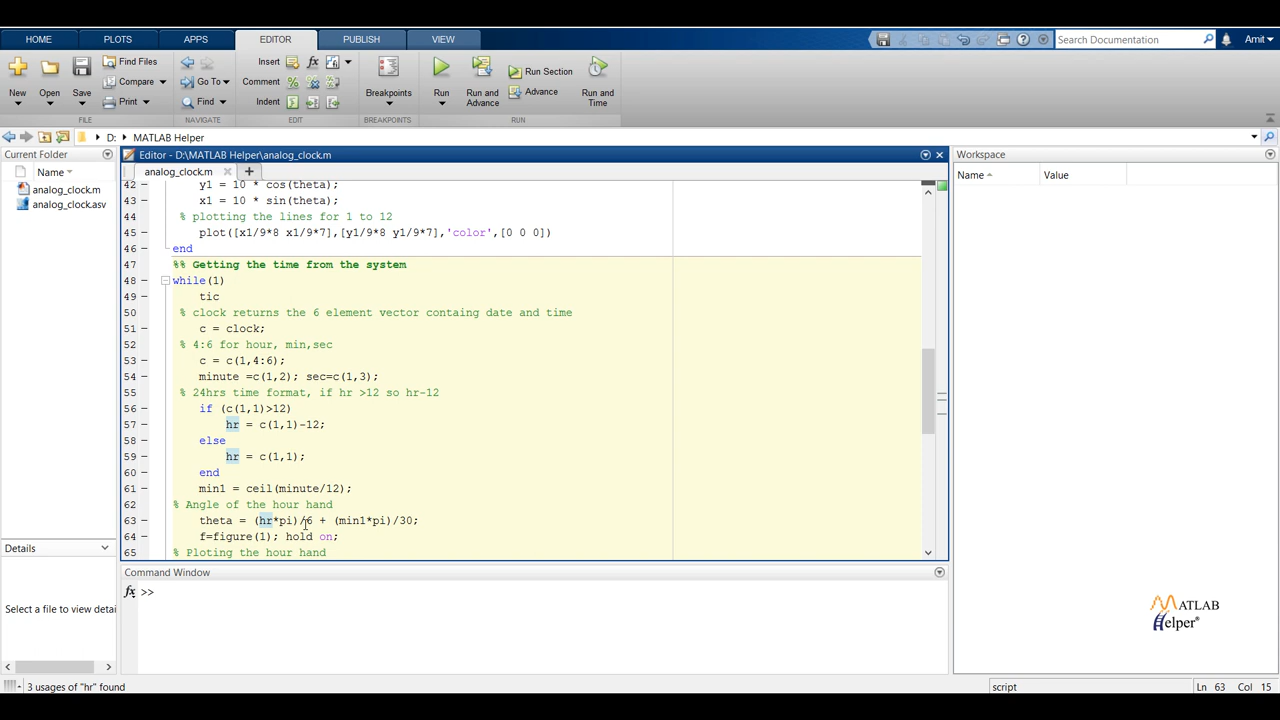 HOME PLOTS APPS EDITOR PUBLISH VIEW Search Documentation Amit
New Open Save Find Files Compare Print Go To Find Insert fx Comment Indent Breakpoints Run Run and Advance Run Section Advance Run and Time
FILE NAVIGATE EDIT BREAKPOINTS RUN
D: MATLAB Helper
Current Folder
Name
analog_clock.m
analog_clock.asv
Editor - D:\MATLAB Helper\analog_clock.m
analog_clock.m
42 y1 = 10 * cos(theta);
43 x1 = 10 * sin(theta);
44 % plotting the lines for 1 to 12
45 plot([x1/9*8 x1/9*7],[y1/9*8 y1/9*7],'color',[0 0 0])
46 end
47 %% Getting the time from the system
48 while(1)
49 tic
50 % clock returns the 6 element vector containg date and time
51 c = clock;
52 % 4:6 for hour, min,sec
53 c = c(1,4:6);
54 minute =c(1,2); sec=c(1,3);
55 % 24hrs time format, if hr >12 so hr-12
56 if (c(1,1)>12)
57 hr = c(1,1)-12;
58 else
59 hr = c(1,1);
60 end
61 min1 = ceil(minute/12);
62 % Angle of the hour hand
63 theta = (hr*pi)/6 + (min1*pi)/30;
64 f=figure(1); hold on;
65 % Ploting the hour hand
Workspace
Name Value
Details
Select a file to view detai
Command Window
fx >>
MATLAB
Helper®
3 usages of "hr" found
script
Ln 63 Col 15